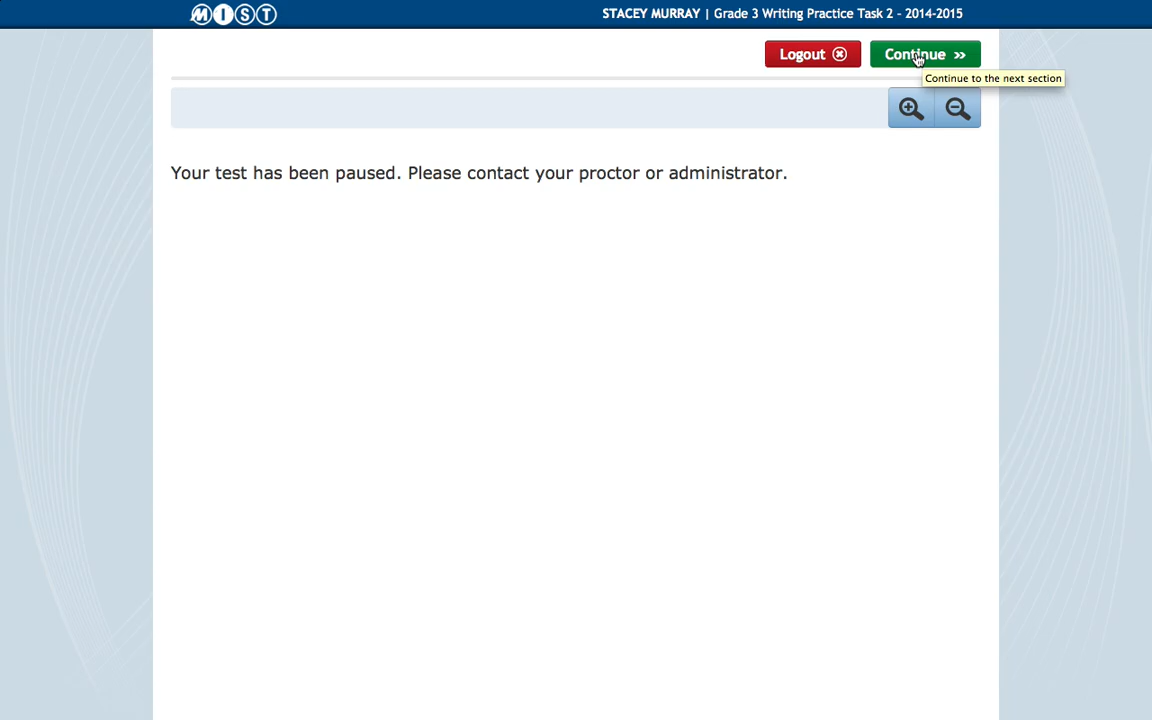 MIST
STACEY MURRAY | Grade 3 Writing Practice Task 2 - 2014-2015
Logout
Continue »
Continue to the next section
Your test has been paused. Please contact your proctor or administrator.